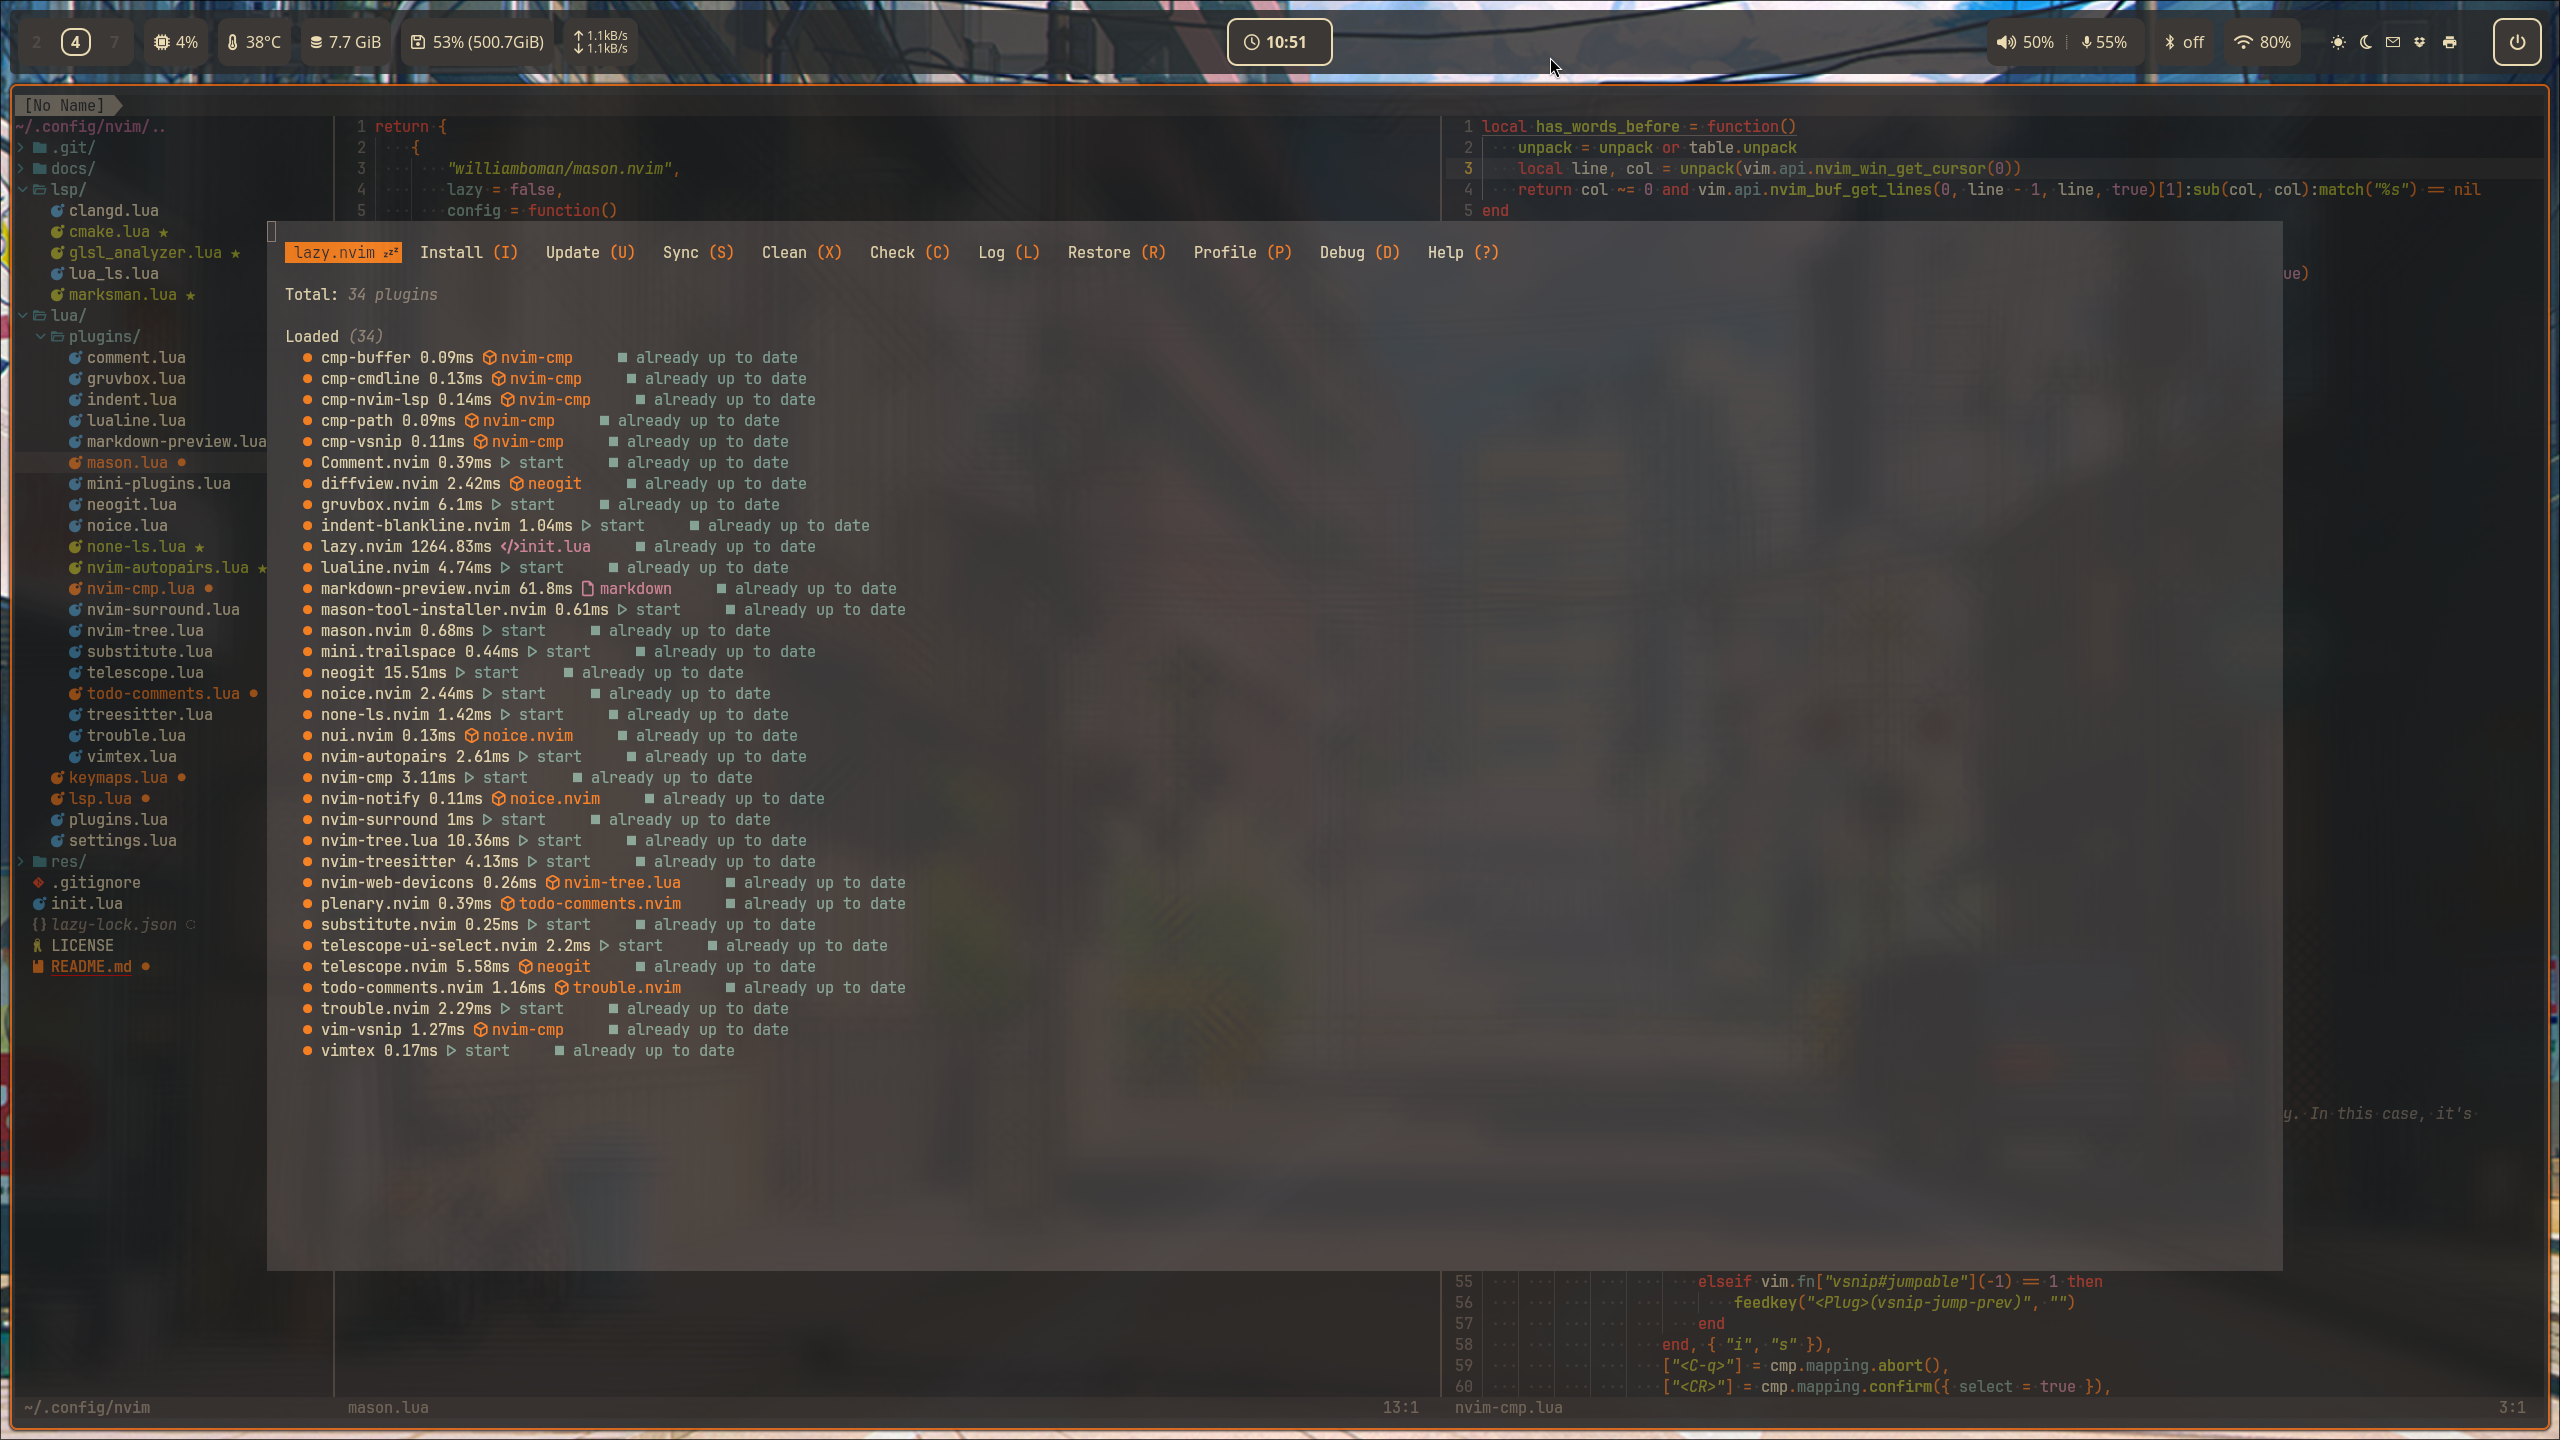 2 4 7 4% 38°C 7.7 GiB 53% (500.7GiB) 1.1kB/s 1.1kB/s 10:51 50% 55% off 80%
[No Name]
~/.config/nvim/..
.git/
docs/
lsp/
clangd.lua
cmake.lua ★
glsl_analyzer.lua ★
lua_ls.lua
marksman.lua ★
lua/
plugins/
comment.lua
gruvbox.lua
indent.lua
lualine.lua
markdown-preview.lua
mason.lua ●
mini-plugins.lua
neogit.lua
noice.lua
none-ls.lua ★
nvim-autopairs.lua ★
nvim-cmp.lua ●
nvim-surround.lua
nvim-tree.lua
substitute.lua
telescope.lua
todo-comments.lua ●
treesitter.lua
trouble.lua
vimtex.lua
keymaps.lua ●
lsp.lua ●
plugins.lua
settings.lua
res/
.gitignore
init.lua
{} lazy-lock.json
LICENSE
README.md ●
1 return {
2 {
3 "williamboman/mason.nvim",
4 lazy = false,
5 config = function()
1 local has_words_before = function()
2 unpack = unpack or table.unpack
3 local line, col = unpack(vim.api.nvim_win_get_cursor(0))
4 return col ~= 0 and vim.api.nvim_buf_get_lines(0, line - 1, line, true)[1]:sub(col, col):match("%s") == nil
5 end
ue)
lazy.nvim Install (I) Update (U) Sync (S) Clean (X) Check (C) Log (L) Restore (R) Profile (P) Debug (D) Help (?)
Total: 34 plugins
Loaded (34)
● cmp-buffer 0.09ms nvim-cmp ■ already up to date
● cmp-cmdline 0.13ms nvim-cmp ■ already up to date
● cmp-nvim-lsp 0.14ms nvim-cmp ■ already up to date
● cmp-path 0.09ms nvim-cmp ■ already up to date
● cmp-vsnip 0.11ms nvim-cmp ■ already up to date
● Comment.nvim 0.39ms ▷ start ■ already up to date
● diffview.nvim 2.42ms neogit ■ already up to date
● gruvbox.nvim 6.1ms ▷ start ■ already up to date
● indent-blankline.nvim 1.04ms ▷ start ■ already up to date
● lazy.nvim 1264.83ms </>init.lua ■ already up to date
● lualine.nvim 4.74ms ▷ start ■ already up to date
● markdown-preview.nvim 61.8ms markdown ■ already up to date
● mason-tool-installer.nvim 0.61ms ▷ start ■ already up to date
● mason.nvim 0.68ms ▷ start ■ already up to date
● mini.trailspace 0.44ms ▷ start ■ already up to date
● neogit 15.51ms ▷ start ■ already up to date
● noice.nvim 2.44ms ▷ start ■ already up to date
● none-ls.nvim 1.42ms ▷ start ■ already up to date
● nui.nvim 0.13ms noice.nvim ■ already up to date
● nvim-autopairs 2.61ms ▷ start ■ already up to date
● nvim-cmp 3.11ms ▷ start ■ already up to date
● nvim-notify 0.11ms noice.nvim ■ already up to date
● nvim-surround 1ms ▷ start ■ already up to date
● nvim-tree.lua 10.36ms ▷ start ■ already up to date
● nvim-treesitter 4.13ms ▷ start ■ already up to date
● nvim-web-devicons 0.26ms nvim-tree.lua ■ already up to date
● plenary.nvim 0.39ms todo-comments.nvim ■ already up to date
● substitute.nvim 0.25ms ▷ start ■ already up to date
● telescope-ui-select.nvim 2.2ms ▷ start ■ already up to date
● telescope.nvim 5.58ms neogit ■ already up to date
● todo-comments.nvim 1.16ms trouble.nvim ■ already up to date
● trouble.nvim 2.29ms ▷ start ■ already up to date
● vim-vsnip 1.27ms nvim-cmp ■ already up to date
● vimtex 0.17ms ▷ start ■ already up to date
y. In this case, it's
55 elseif vim.fn["vsnip#jumpable"](-1) == 1 then
56 feedkey("<Plug>(vsnip-jump-prev)", "")
57 end
58 end, { "i", "s" }),
59 ["<C-q>"] = cmp.mapping.abort(),
60 ["<CR>"] = cmp.mapping.confirm({ select = true }),
~/.config/nvim mason.lua 13:1 nvim-cmp.lua 3:1